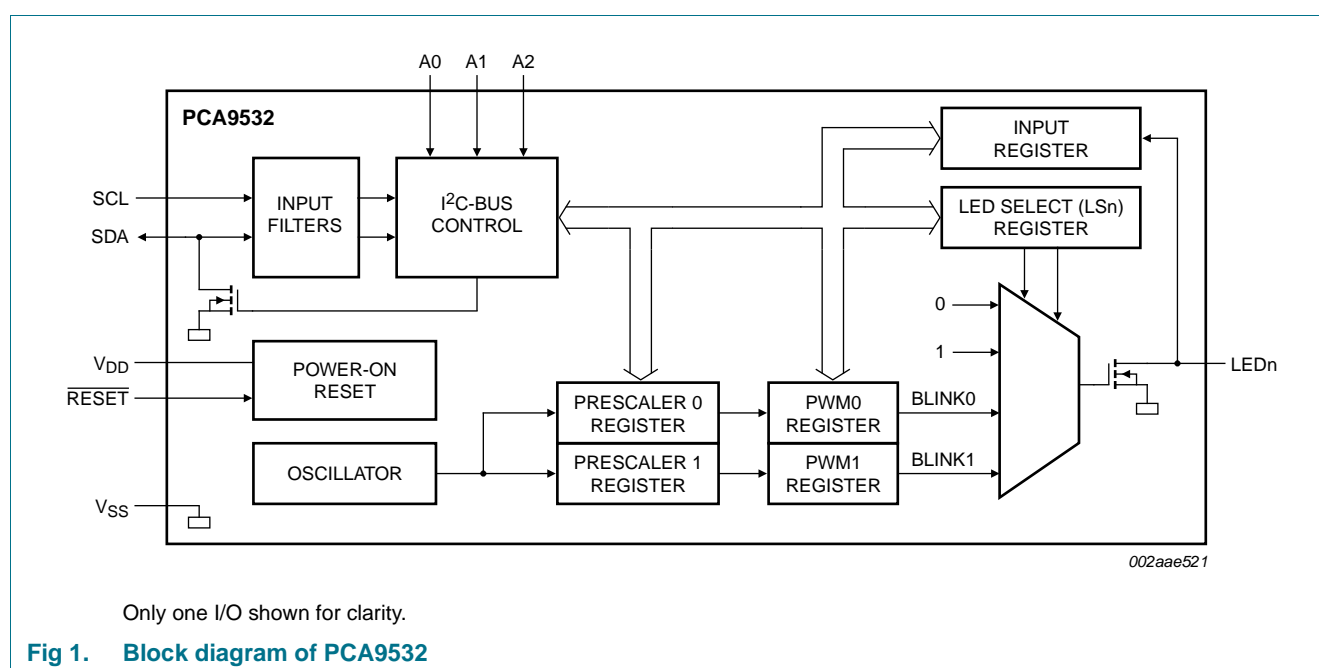 A0 A1 A2
PCA9532
INPUT
REGISTER
SCL
SDA
INPUT
FILTERS
I²C-BUS
CONTROL
LED SELECT (LSn)
REGISTER
0
1
VDD
RESET
POWER-ON
RESET
LEDn
PRESCALER 0
REGISTER
PWM0
REGISTER
BLINK0
OSCILLATOR
PRESCALER 1
REGISTER
PWM1
REGISTER
BLINK1
VSS
002aae521
Only one I/O shown for clarity.
Fig 1. Block diagram of PCA9532